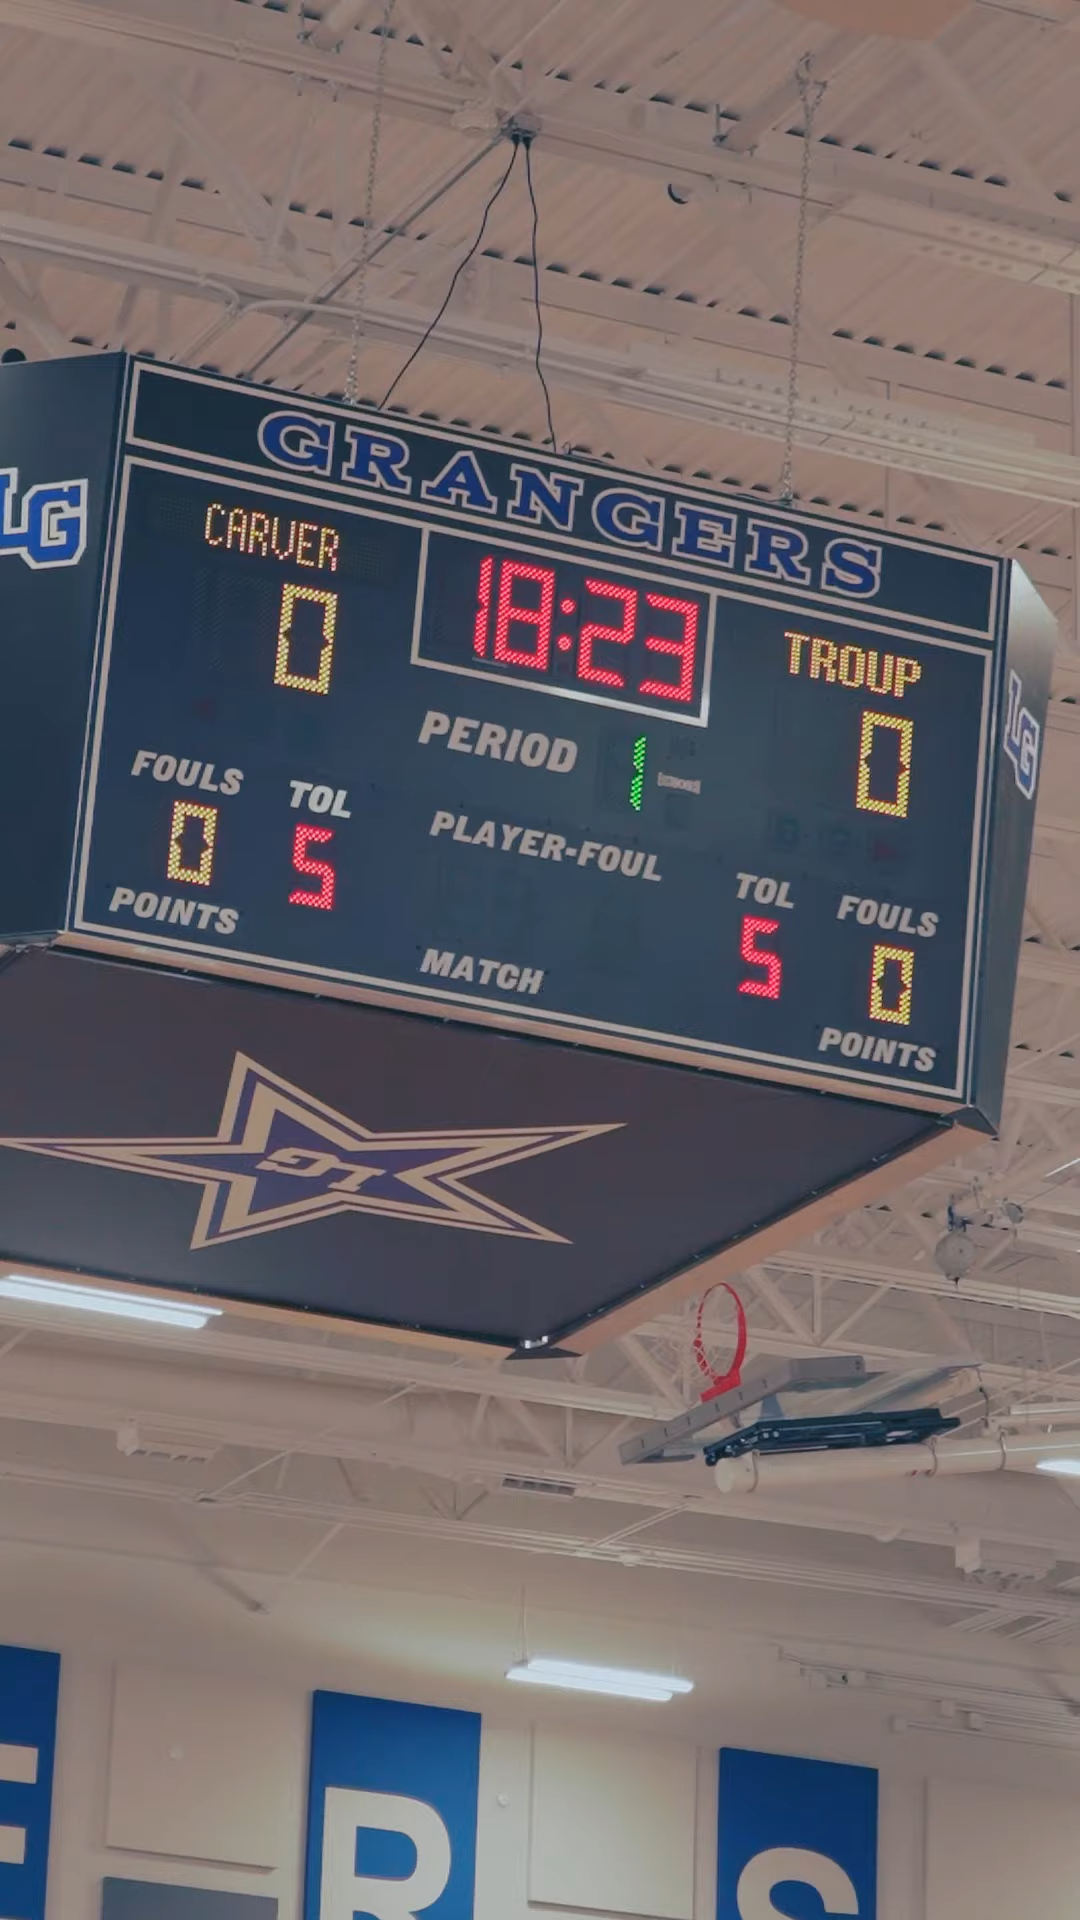 GRANGERS
LG
CARVER
18:23
TROUP
0
0
PERIOD 1
LG
FOULS TOL
PLAYER-FOUL
0 5
TOL FOULS
POINTS
5 0
MATCH
POINTS
LG
E R S